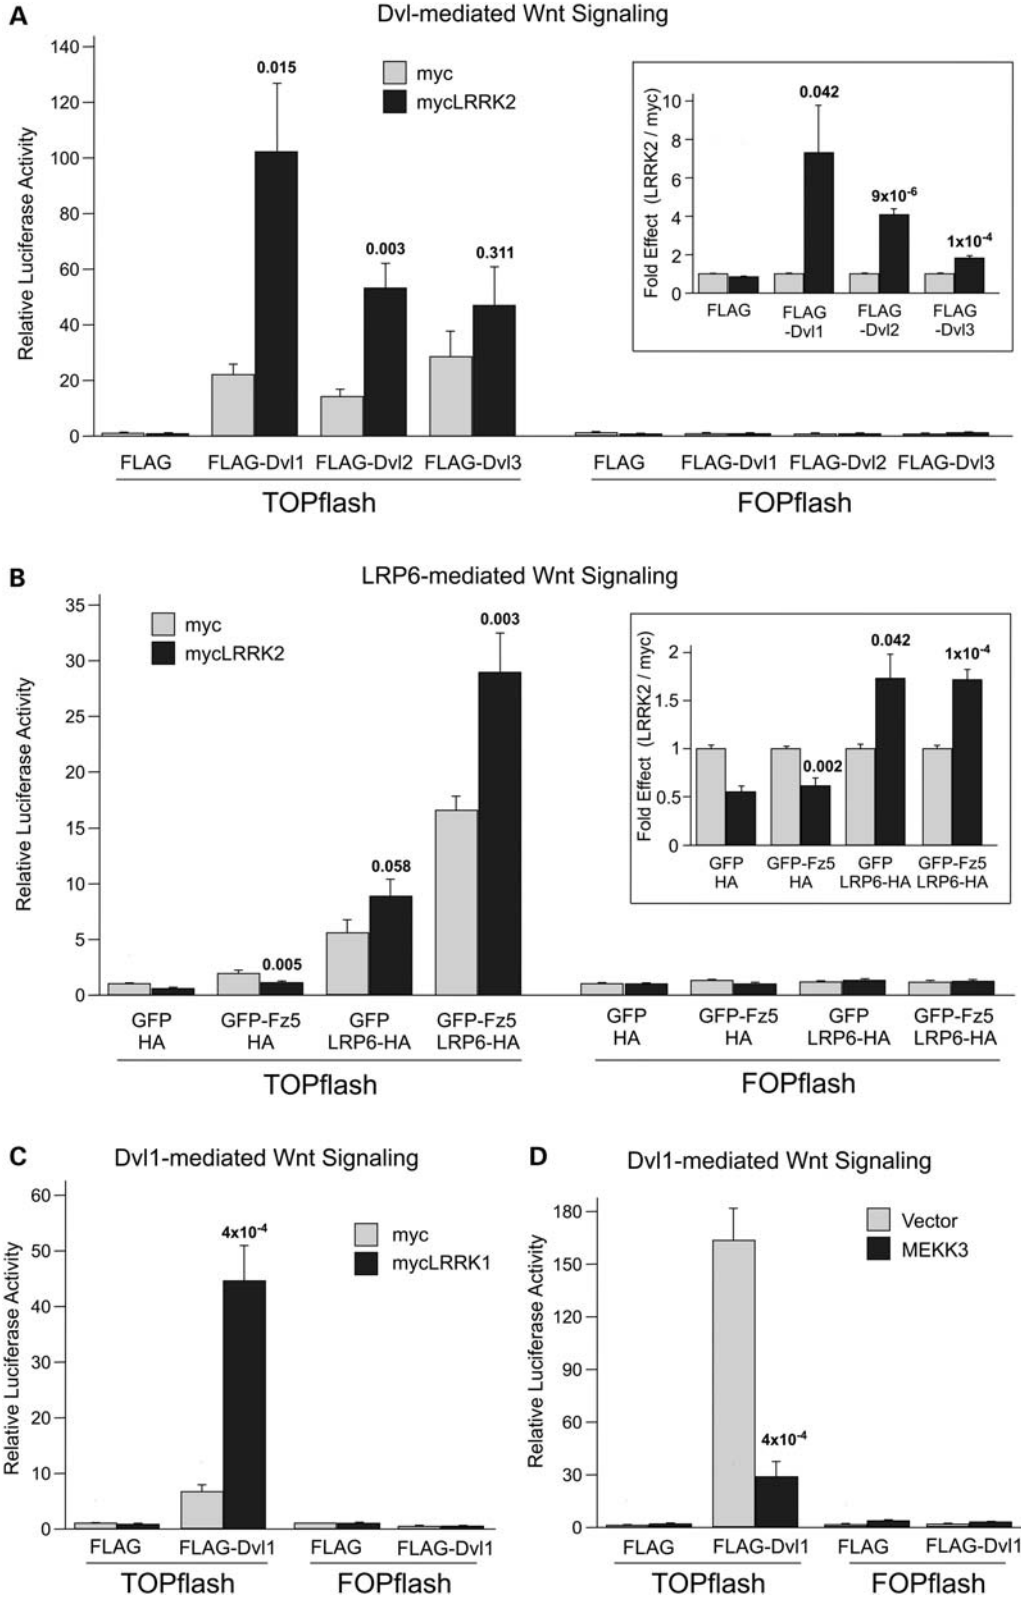 A
Dvl-mediated Wnt Signaling
Relative Luciferase Activity
140
120
100
80
60
40
20
0
myc
mycLRRK2
0.015
0.003
0.311
FLAG FLAG-Dvl1 FLAG-Dvl2 FLAG-Dvl3
TOPflash
FLAG FLAG-Dvl1 FLAG-Dvl2 FLAG-Dvl3
FOPflash
Fold Effect (LRRK2 / myc)
10
8
6
4
2
0
0.042
9x10-6
1x10-4
FLAG FLAG FLAG FLAG
-Dvl1 -Dvl2 -Dvl3
B
LRP6-mediated Wnt Signaling
Relative Luciferase Activity
35
30
25
20
15
10
5
0
myc
mycLRRK2
0.005
0.058
0.003
GFP GFP-Fz5 GFP GFP-Fz5
HA HA LRP6-HA LRP6-HA
TOPflash
GFP GFP-Fz5 GFP GFP-Fz5
HA HA LRP6-HA LRP6-HA
FOPflash
Fold Effect (LRRK2 / myc)
2
1.5
1
0.5
0
0.002
0.042
1x10-4
GFP GFP-Fz5 GFP GFP-Fz5
HA HA LRP6-HA LRP6-HA
C
Dvl1-mediated Wnt Signaling
Relative Luciferase Activity
60
50
40
30
20
10
0
myc
mycLRRK1
4x10-4
FLAG FLAG-Dvl1
TOPflash
FLAG FLAG-Dvl1
FOPflash
D
Dvl1-mediated Wnt Signaling
Relative Luciferase Activity
180
150
120
90
60
30
0
Vector
MEKK3
4x10-4
FLAG FLAG-Dvl1
TOPflash
FLAG FLAG-Dvl1
FOPflash